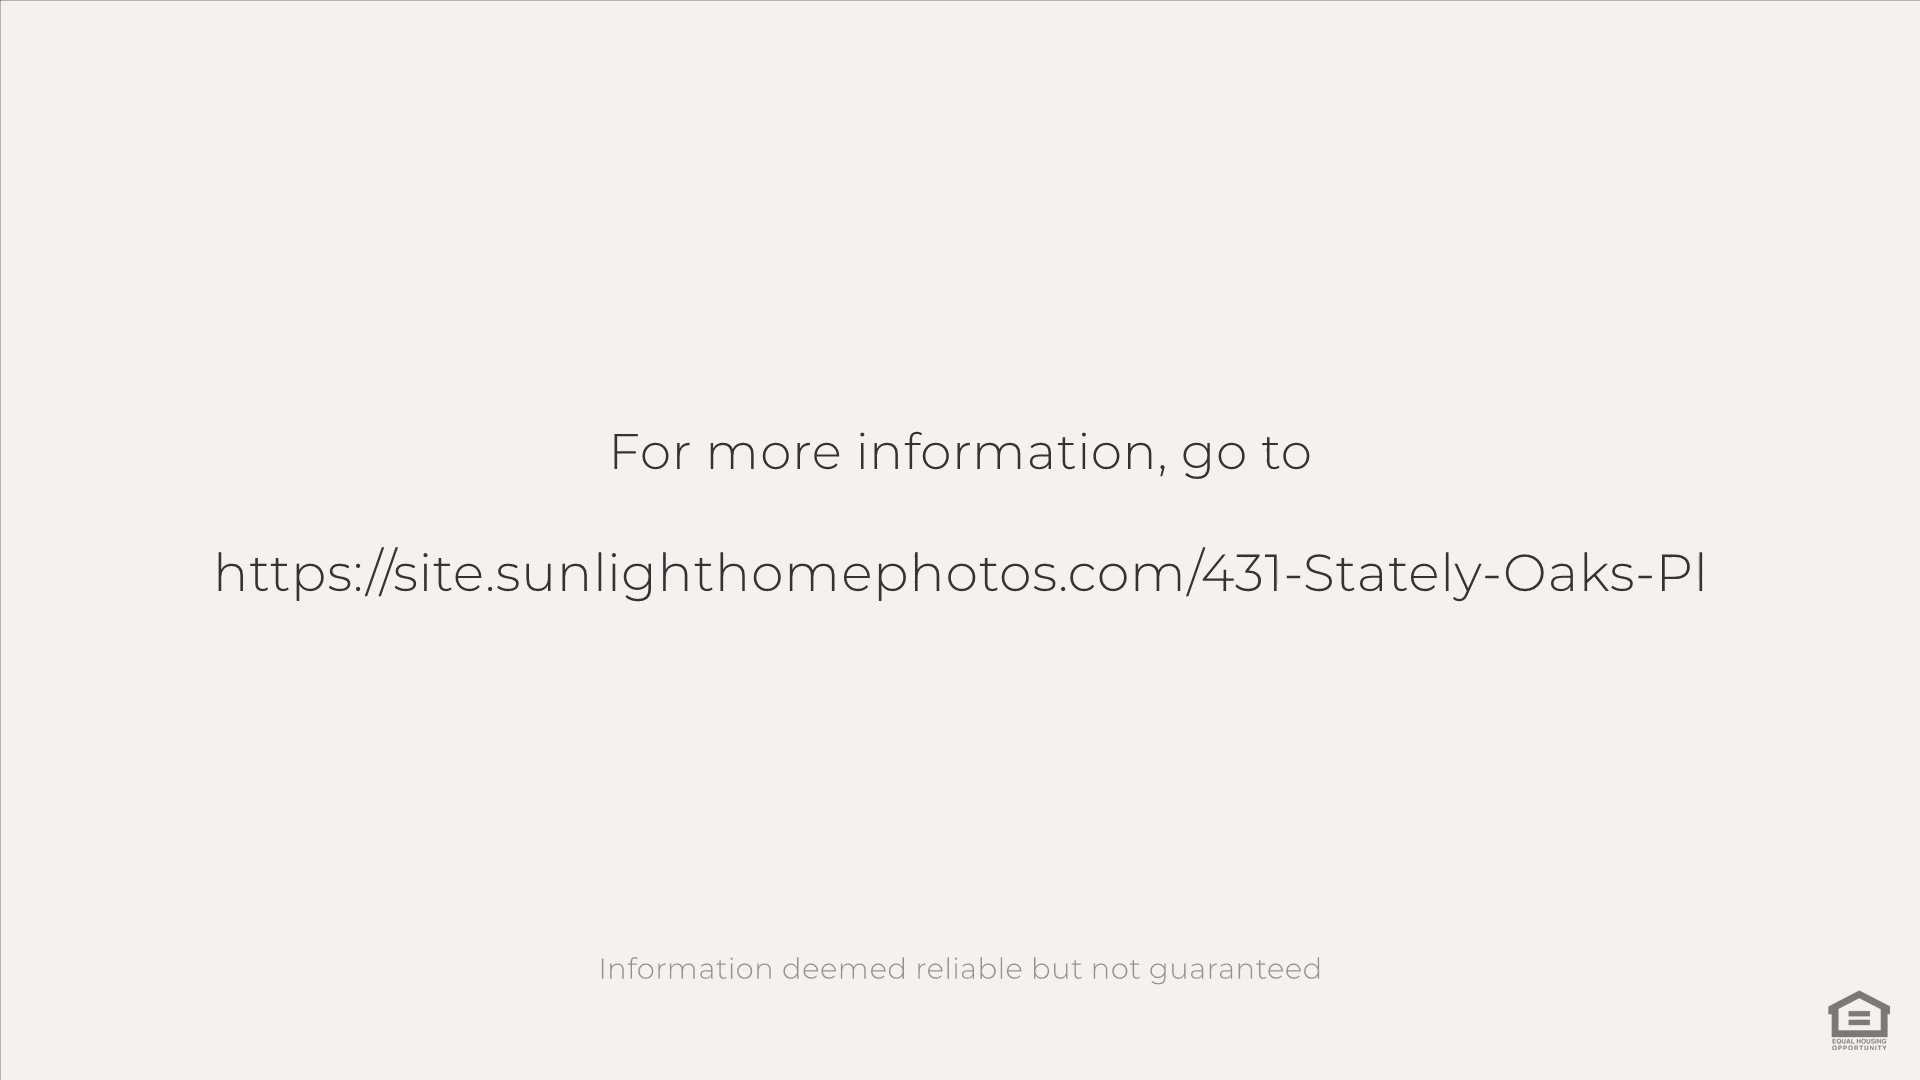 For more information, go to
https://site.sunlighthomephotos.com/431-Stately-Oaks-Pl
Information deemed reliable but not guaranteed
EQUAL HOUSING
OPPORTUNITY